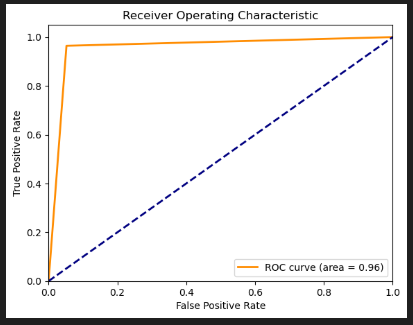 Receiver Operating Characteristic
1.0
0.8
0.6
0.4
0.2
0.0
True Positive Rate
ROC curve (area = 0.96)
0.0 0.2 0.4 0.6 0.8 1.0
False Positive Rate